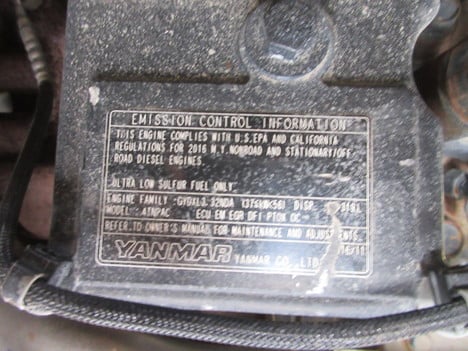 EMISSION CONTROL INFORMATION
THIS ENGINE COMPLIES WITH U.S.EPA AND CALIFORNIA
REGULATIONS FOR 2016 M.Y. NONROAD AND STATIONARY/OFF
ROAD DIESEL ENGINES.
ULTRA LOW SULFUR FUEL ONLY.
ENGINE FAMILY : DISP.
MODEL: ECU EM EGR DFI PTOX OC
REFER TO OWNER'S MANUAL FOR MAINTENANCE AND ADJUSTMENTS.
YANMAR YANMAR CO., LTD.